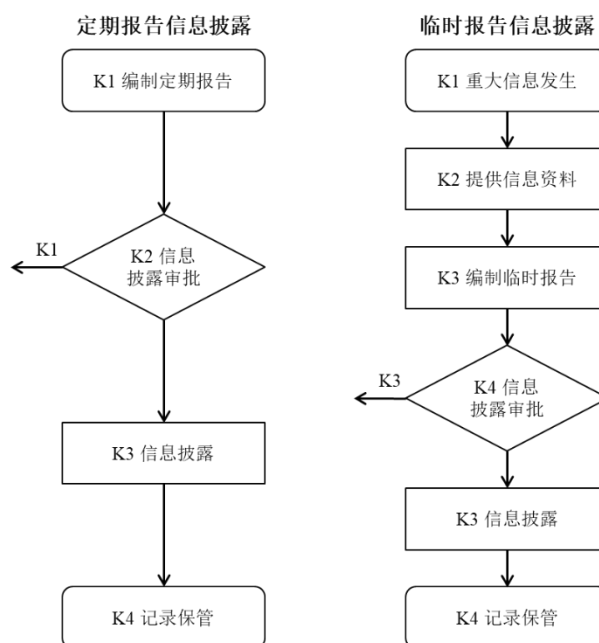 定期报告信息披露
K1 编制定期报告
K1
K2 信息
披露审批
K3 信息披露
K4 记录保管
临时报告信息披露
K1 重大信息发生
K2 提供信息资料
K3 编制临时报告
K3
K4 信息
披露审批
K3 信息披露
K4 记录保管